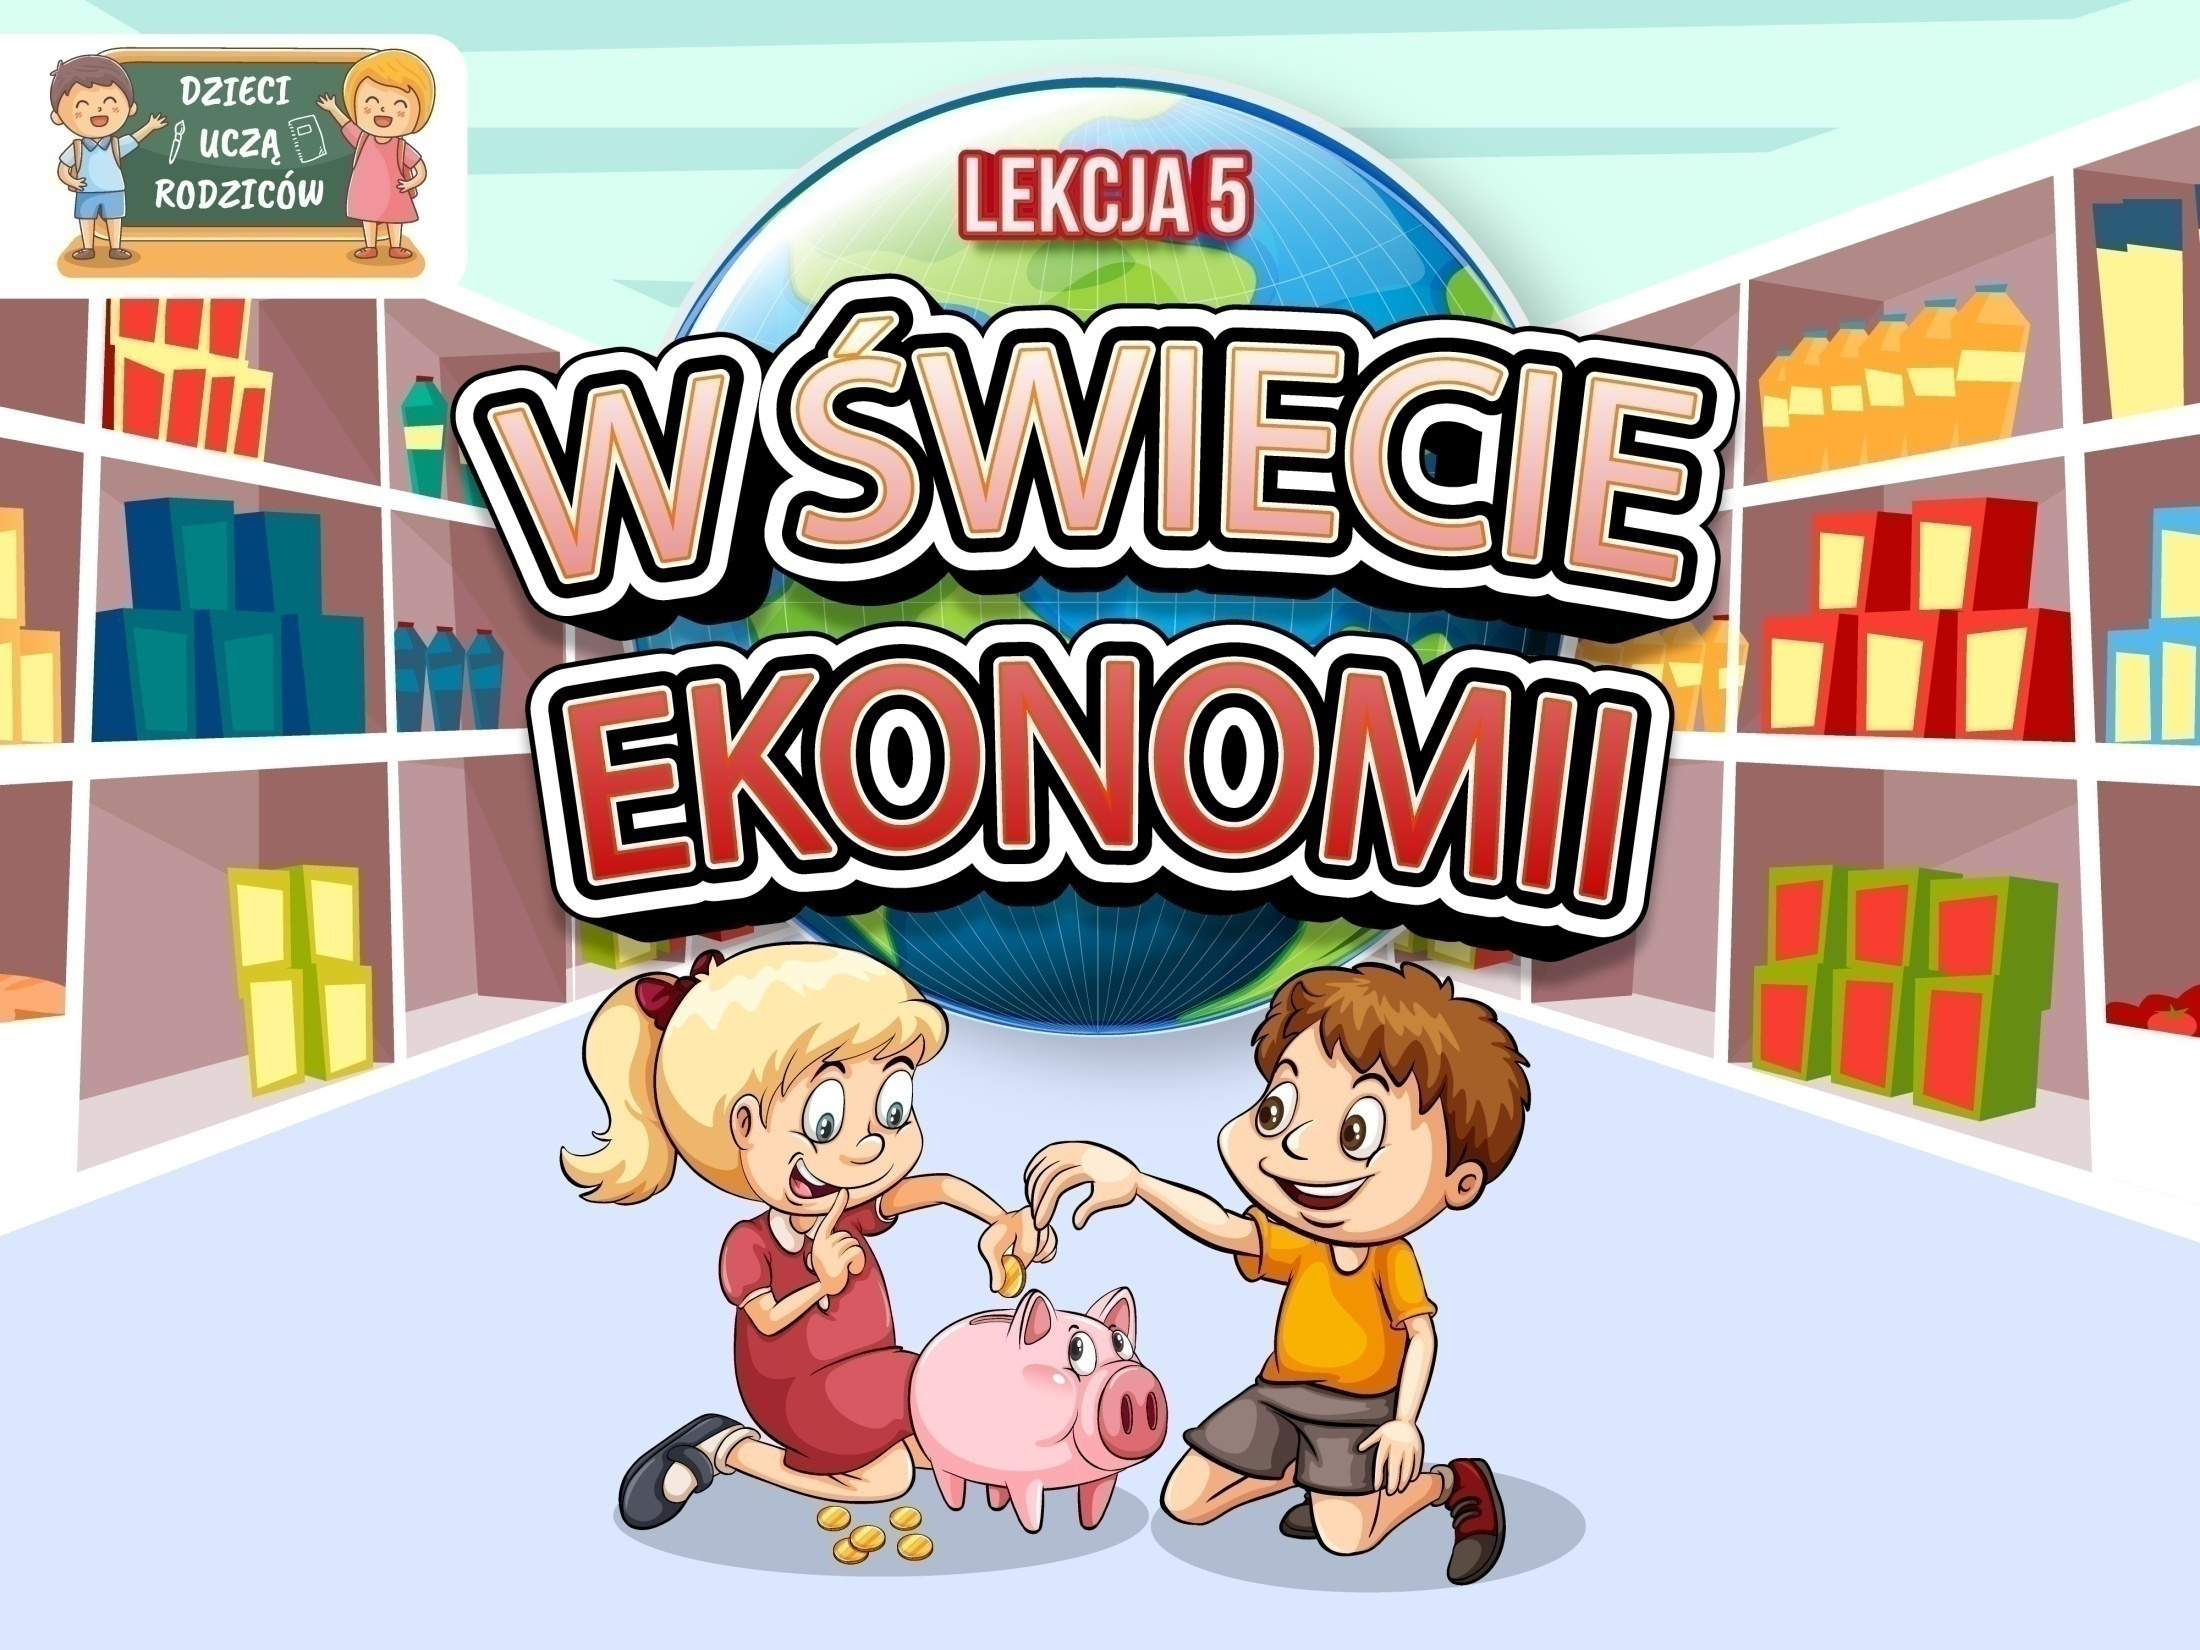 DZIECI
UCZĄ
RODZICÓW
LEKCJA 5
W ŚWIECIE
EKONOMII